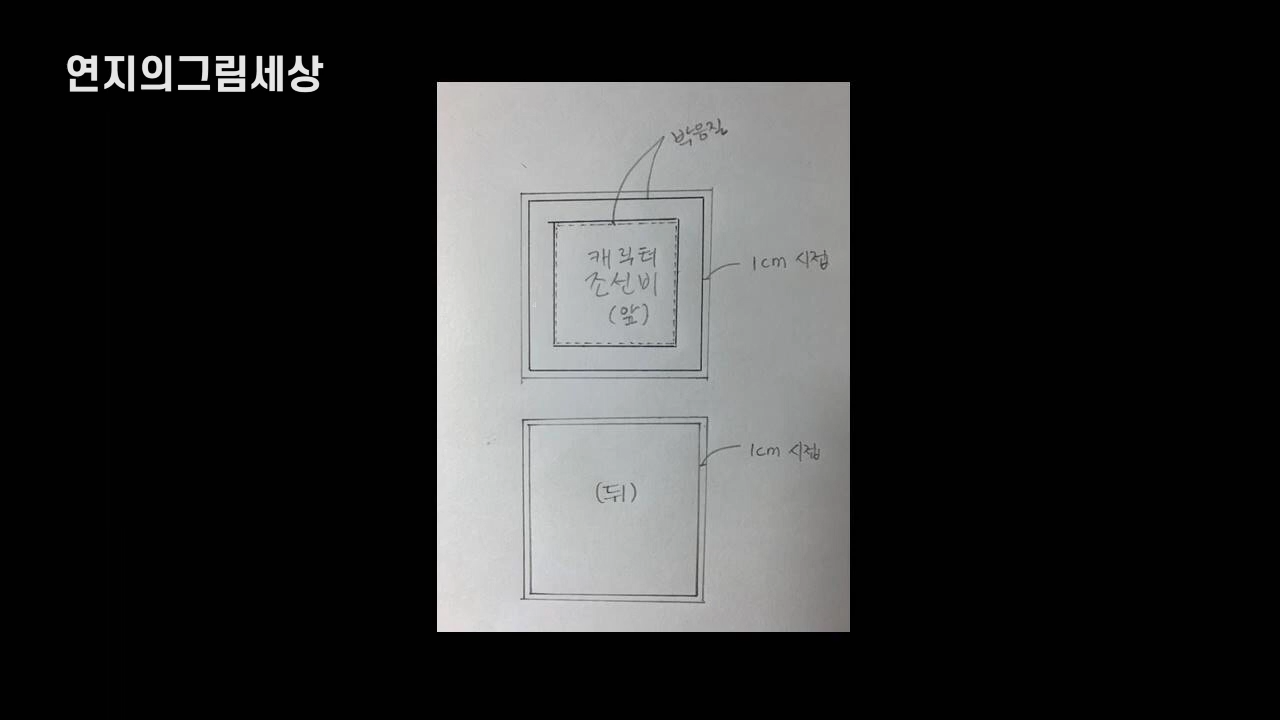 연지의그림세상
박음질
캐릭터
조선비
(앞)
1cm 시접
1cm 시접
(뒤)